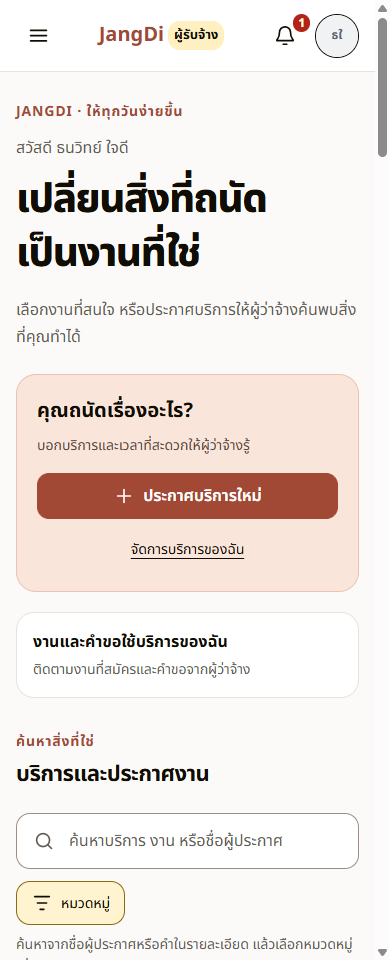 JangDi ผู้รับจ้าง 1 ธใ
JANGDI · ให้ทุกวันง่ายขึ้น
สวัสดี ธนวิทย์ ใจดี
เปลี่ยนสิ่งที่ถนัด
เป็นงานที่ใช่
เลือกงานที่สนใจ หรือประกาศบริการให้ผู้ว่าจ้างค้นพบสิ่ง
ที่คุณทำได้
คุณถนัดเรื่องอะไร?
บอกบริการและเวลาที่สะดวกให้ผู้ว่าจ้างรู้
ประกาศบริการใหม่
จัดการบริการของฉัน
งานและคำขอใช้บริการของฉัน
ติดตามงานที่สมัครและคำขอจากผู้ว่าจ้าง
ค้นหาสิ่งที่ใช่
บริการและประกาศงาน
ค้นหาบริการ งาน หรือชื่อผู้ประกาศ
หมวดหมู่
ค้นหาจากชื่อผู้ประกาศหรือคำในรายละเอียด แล้วเลือกหมวดหมู่